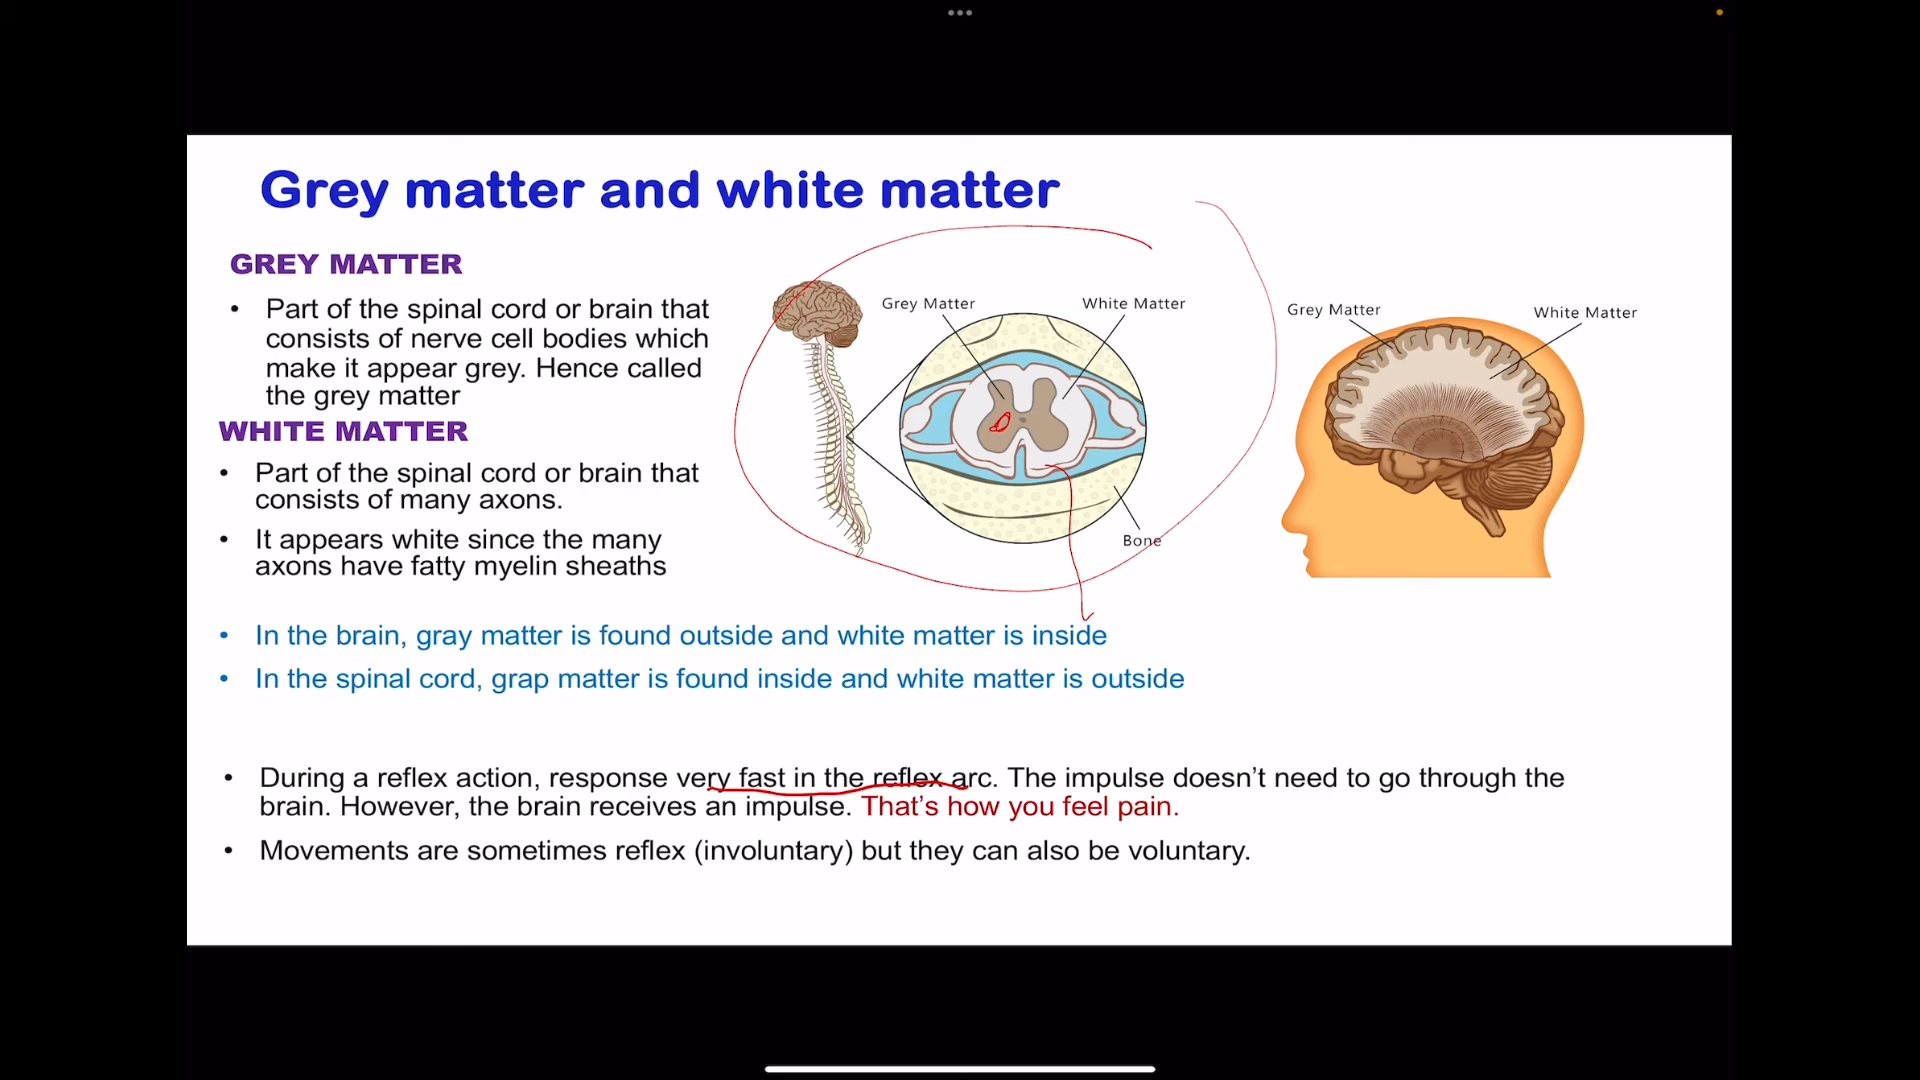 Grey matter and white matter
GREY MATTER
• Part of the spinal cord or brain that
consists of nerve cell bodies which
make it appear grey. Hence called
the grey matter
WHITE MATTER
• Part of the spinal cord or brain that
consists of many axons.
• It appears white since the many
axons have fatty myelin sheaths
Grey Matter
White Matter
Bone
Grey Matter
White Matter
• In the brain, gray matter is found outside and white matter is inside
• In the spinal cord, grap matter is found inside and white matter is outside
• During a reflex action, response very fast in the reflex arc. The impulse doesn't need to go through the
brain. However, the brain receives an impulse. That's how you feel pain.
• Movements are sometimes reflex (involuntary) but they can also be voluntary.